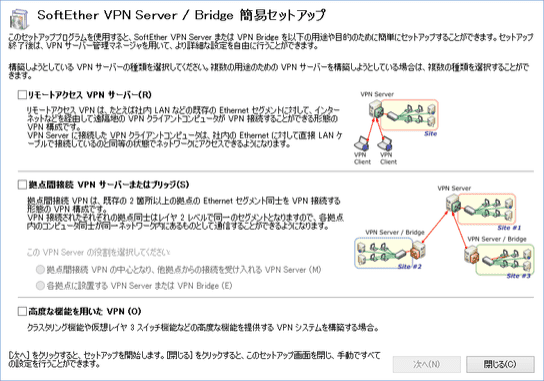 SoftEther VPN Server / Bridge 簡易セットアップ
このセットアッププログラムを使用すると、SoftEther VPN Server または VPN Bridge を以下の用途や目的のために簡単にセットアップすることができます。セットアップ
終了後は、VPN サーバー管理マネージャを用いて、より詳細な設定を自由に行うことができます。
構築しようとしている VPN サーバーの種類を選択してください。複数の用途のための VPN サーバーを構築しようとしている場合は、複数の種類を選択することができ
ます。
リモートアクセス VPN サーバー(R)
リモートアクセス VPN は、たとえば社内 LAN などの既存の Ethernet セグメントに対して、インター
ネットなどを経由して遠隔地の VPN クライアントコンピュータが VPN 接続することができる形態の
VPN 構成です。
VPN Server に接続した VPN クライアントコンピュータは、社内の Ethernet に対して直接 LAN ケ
ーブルで接続しているのと同等の状態でネットワークにアクセスできるようになります。
VPN Server
Site
VPN Client
VPN Client
拠点間接続 VPN サーバーまたはブリッジ(S)
拠点間接続 VPN は、既存の 2 箇所以上の拠点の Ethernet セグメント同士を VPN 接続する
形態の VPN 構成です。
VPN 接続されたそれぞれの拠点同士はレイヤ 2 レベルで同一のセグメントとなりますので、各拠点
内のコンピュータ同士が同一ネットワーク内にあるものとして通信することができるようになります。
VPN Server
Site #1
VPN Server / Bridge
Site #2
VPN Server / Bridge
Site #3
この VPN Server の役割を選択してください
拠点間接続 VPN の中心となり、他拠点からの接続を受け入れる VPN Server (M)
各拠点に設置する VPN Server または VPN Bridge (E)
高度な機能を用いた VPN (O)
クラスタリング機能や仮想レイヤ 3 スイッチ機能などの高度な機能を提供する VPN システムを構築する場合。
[次へ] をクリックすると、セットアップを開始します。[閉じる] をクリックすると、このセットアップ画面を閉じ、手動ですべて
の設定を行うことができます。
次へ(N)
閉じる(C)